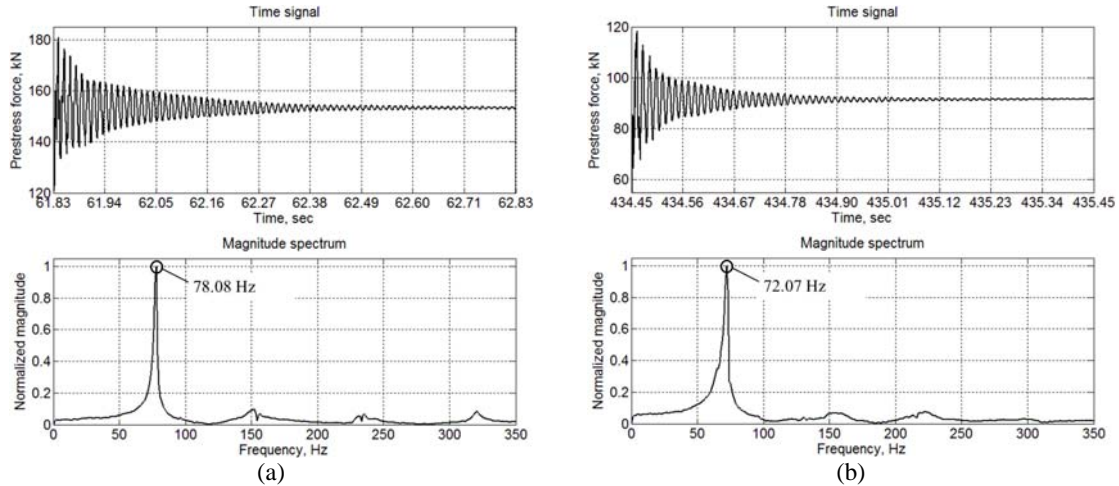 Time signal
Prestress force, kN
180
160
140
120
61.83 61.94 62.05 62.16 62.27 62.38 62.49 62.60 62.71 62.83
Time, sec
Magnitude spectrum
Normalized magnitude
1
0.8
0.6
0.4
0.2
0
78.08 Hz
0 50 100 150 200 250 300 350
Frequency, Hz
(a)
Time signal
Prestress force, kN
120
100
80
60
434.45 434.56 434.67 434.78 434.90 435.01 435.12 435.23 435.34 435.45
Time, sec
Magnitude spectrum
Normalized magnitude
1
0.8
0.6
0.4
0.2
0
72.07 Hz
0 50 100 150 200 250 300 350
Frequency, Hz
(b)